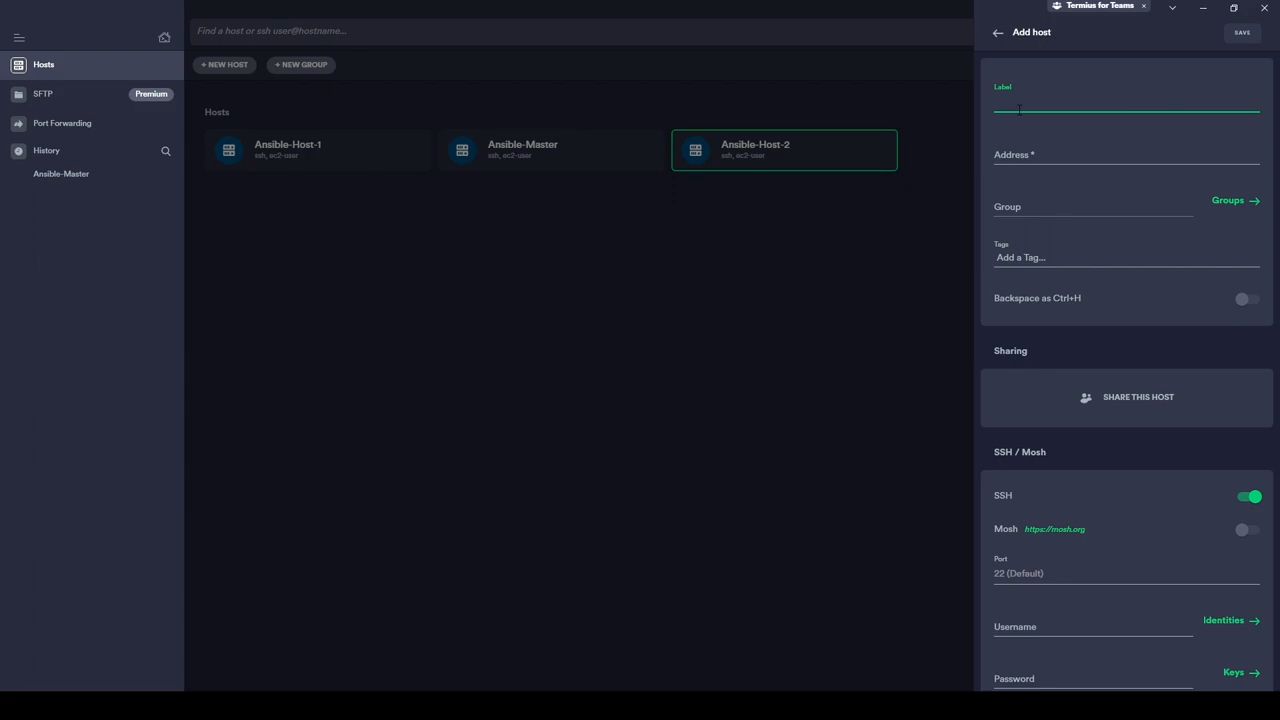 Termius for Teams ×
Find a host or ssh user@hostname...
Add host
SAVE
Hosts
+ NEW HOST
+ NEW GROUP
SFTP
Premium
Port Forwarding
History
Ansible-Master
Hosts
Ansible-Host-1
ssh, ec2-user
Ansible-Master
ssh, ec2-user
Ansible-Host-2
ssh, ec2-user
Label
Address *
Group
Groups
Tags
Add a Tag...
Backspace as Ctrl+H
Sharing
SHARE THIS HOST
SSH / Mosh
SSH
Mosh https://mosh.org
Port
22 (Default)
Username
Identities
Password
Keys